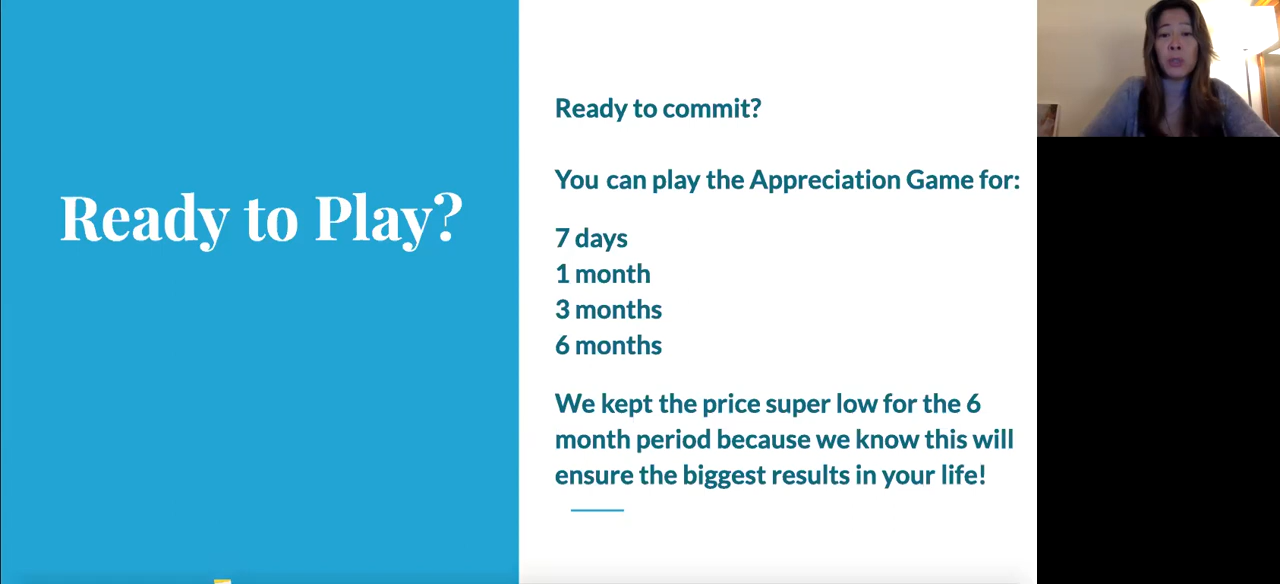 Ready to Play?
Ready to commit?
You can play the Appreciation Game for:
7 days
1 month
3 months
6 months
We kept the price super low for the 6
month period because we know this will
ensure the biggest results in your life!